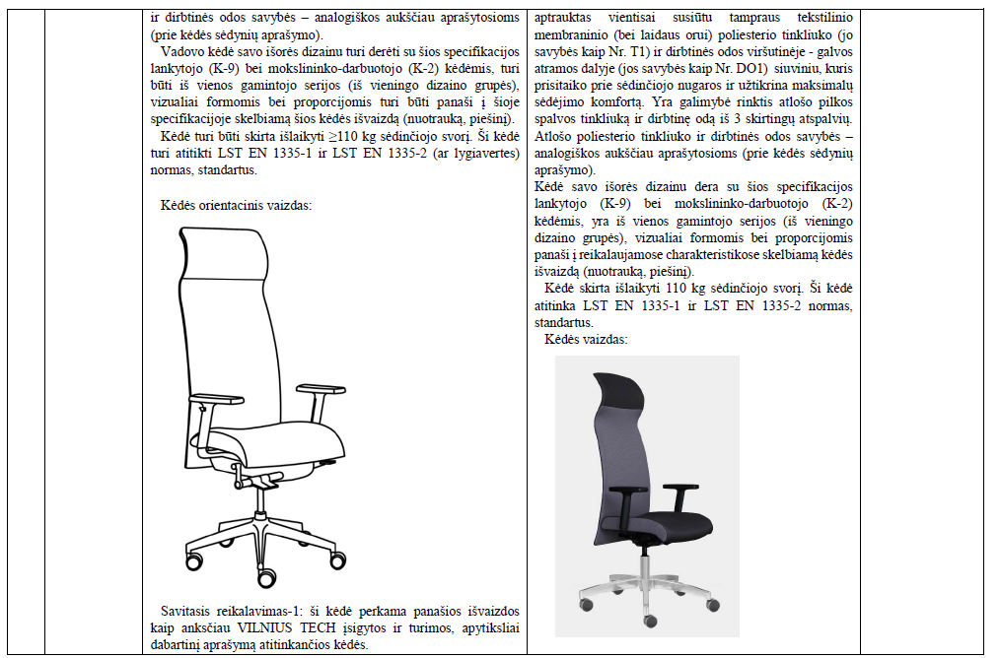 ir dirbtinės odos savybės – analogiškos aukščiau aprašytosioms
(prie kėdės sėdynių aprašymo).
Vadovo kėdė savo išorės dizainu turi derėti su šios specifikacijos
lankytojo (K-9) bei mokslininko-darbuotojo (K-2) kėdėmis, turi
būti iš vienos gamintojo serijos (iš vieningo dizaino grupės),
vizualiai formomis bei proporcijomis turi būti panaši į šioje
specifikacijoje skelbiamą šios kėdės išvaizdą (nuotrauką, piešinį).
Kėdė turi būti skirta išlaikyti ≥110 kg sėdinčiojo svorį. Ši kėdė
turi atitikti LST EN 1335-1 ir LST EN 1335-2 (ar lygiavertes)
normas, standartus.
Kėdės orientacinis vaizdas:
Savitasis reikalavimas-1: ši kėdė perkama panašios išvaizdos
kaip anksčiau VILNIUS TECH įsigytos ir turimos, apytiksliai
dabartinį aprašymą atitinkančios kėdės.
aptrauktas vientisai susiūtu tampraus tekstilinio
membraninio (bei laidaus orui) poliesterio tinkliuko (jo
savybės kaip Nr. T1) ir dirbtinės odos viršutinėje - galvos
atramos dalyje (jos savybės kaip Nr. DO1) siuviniu, kuris
prisitaiko prie sėdinčiojo nugaros ir užtikrina maksimalų
sėdėjimo komfortą. Yra galimybė rinktis atlošo pilkos
spalvos tinkliuką ir dirbtinę odą iš 3 skirtingų atspalvių.
Atlošo poliesterio tinkliuko ir dirbtinės odos savybės –
analogiškos aukščiau aprašytosioms (prie kėdės sėdynių
aprašymo).
Kėdė savo išorės dizainu dera su šios specifikacijos
lankytojo (K-9) bei mokslininko-darbuotojo (K-2)
kėdėmis, yra iš vienos gamintojo serijos (iš vieningo
dizaino grupės), vizualiai formomis bei proporcijomis
panaši į reikalaujamose charakteristikose skelbiamą kėdės
išvaizdą (nuotrauką, piešinį).
Kėdė skirta išlaikyti 110 kg sėdinčiojo svorį. Ši kėdė
atitinka LST EN 1335-1 ir LST EN 1335-2 normas,
standartus.
Kėdės vaizdas: